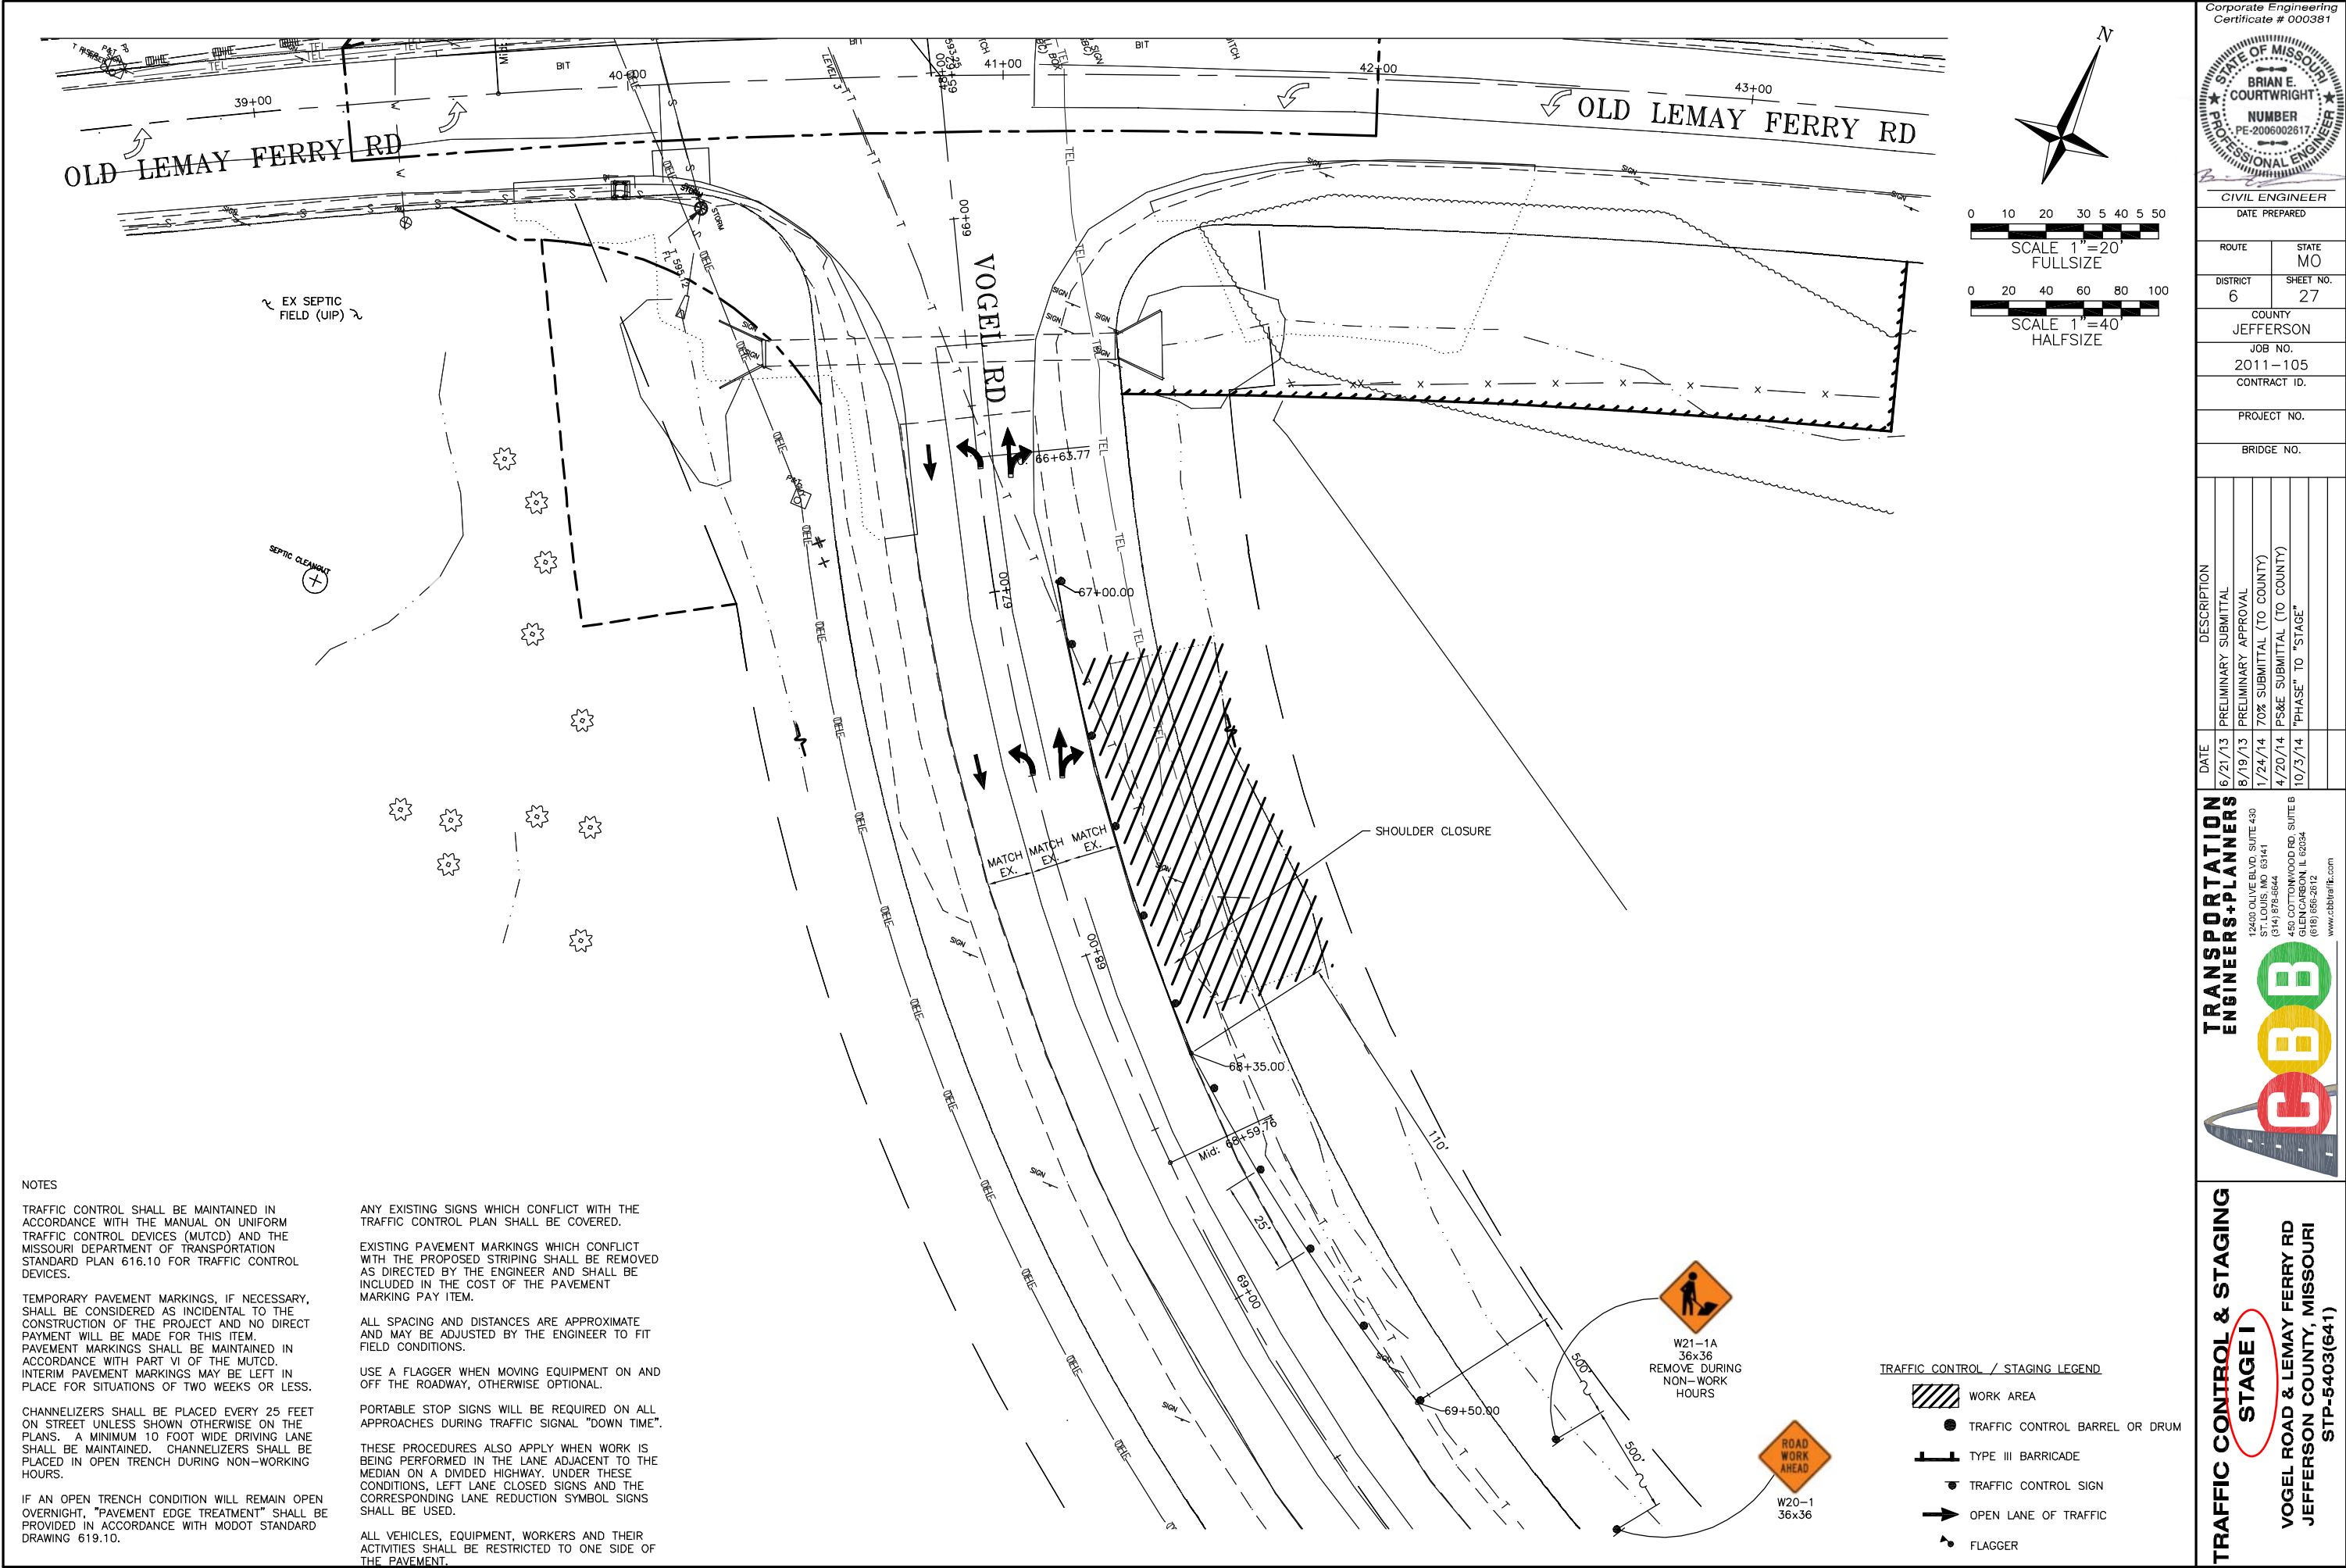 BIT
BIT
BIT
39+00
40+00
41+00
42+00
43+00
LEVEL 3
OLD LEMAY FERRY RD
OLD LEMAY FERRY RD
N
EX SEPTIC
FIELD (UIP)
SEPTIC CLEANOUT
STORM
STORM
66+00
VOGEL RD
66+63.77
67+00
67+00.00
MATCH EX.
MATCH EX.
MATCH EX.
SHOULDER CLOSURE
68+00
68+35.00
Mid: 68+59.76
110'
25'
69+00
69+50.00
500'
500'
SIGN
SIGN
SIGN
SIGN
0 10 20 30 5 40 5 50
SCALE 1"=20'
FULLSIZE
0 20 40 60 80 100
SCALE 1"=40'
HALFSIZE
W21-1A
36x36
REMOVE DURING
NON-WORK
HOURS
ROAD
WORK
AHEAD
W20-1
36x36
TRAFFIC CONTROL / STAGING LEGEND
WORK AREA
TRAFFIC CONTROL BARREL OR DRUM
TYPE III BARRICADE
TRAFFIC CONTROL SIGN
OPEN LANE OF TRAFFIC
FLAGGER
NOTES
TRAFFIC CONTROL SHALL BE MAINTAINED IN
ACCORDANCE WITH THE MANUAL ON UNIFORM
TRAFFIC CONTROL DEVICES (MUTCD) AND THE
MISSOURI DEPARTMENT OF TRANSPORTATION
STANDARD PLAN 616.10 FOR TRAFFIC CONTROL
DEVICES.
TEMPORARY PAVEMENT MARKINGS, IF NECESSARY,
SHALL BE CONSIDERED AS INCIDENTAL TO THE
CONSTRUCTION OF THE PROJECT AND NO DIRECT
PAYMENT WILL BE MADE FOR THIS ITEM.
PAVEMENT MARKINGS SHALL BE MAINTAINED IN
ACCORDANCE WITH PART VI OF THE MUTCD.
INTERIM PAVEMENT MARKINGS MAY BE LEFT IN
PLACE FOR SITUATIONS OF TWO WEEKS OR LESS.
CHANNELIZERS SHALL BE PLACED EVERY 25 FEET
ON STREET UNLESS SHOWN OTHERWISE ON THE
PLANS. A MINIMUM 10 FOOT WIDE DRIVING LANE
SHALL BE MAINTAINED. CHANNELIZERS SHALL BE
PLACED IN OPEN TRENCH DURING NON-WORKING
HOURS.
IF AN OPEN TRENCH CONDITION WILL REMAIN OPEN
OVERNIGHT, "PAVEMENT EDGE TREATMENT" SHALL BE
PROVIDED IN ACCORDANCE WITH MODOT STANDARD
DRAWING 619.10.
ANY EXISTING SIGNS WHICH CONFLICT WITH THE
TRAFFIC CONTROL PLAN SHALL BE COVERED.
EXISTING PAVEMENT MARKINGS WHICH CONFLICT
WITH THE PROPOSED STRIPING SHALL BE REMOVED
AS DIRECTED BY THE ENGINEER AND SHALL BE
INCLUDED IN THE COST OF THE PAVEMENT
MARKING PAY ITEM.
ALL SPACING AND DISTANCES ARE APPROXIMATE
AND MAY BE ADJUSTED BY THE ENGINEER TO FIT
FIELD CONDITIONS.
USE A FLAGGER WHEN MOVING EQUIPMENT ON AND
OFF THE ROADWAY, OTHERWISE OPTIONAL.
PORTABLE STOP SIGNS WILL BE REQUIRED ON ALL
APPROACHES DURING TRAFFIC SIGNAL "DOWN TIME".
THESE PROCEDURES ALSO APPLY WHEN WORK IS
BEING PERFORMED IN THE LANE ADJACENT TO THE
MEDIAN ON A DIVIDED HIGHWAY. UNDER THESE
CONDITIONS, LEFT LANE CLOSED SIGNS AND THE
CORRESPONDING LANE REDUCTION SYMBOL SIGNS
SHALL BE USED.
ALL VEHICLES, EQUIPMENT, WORKERS AND THEIR
ACTIVITIES SHALL BE RESTRICTED TO ONE SIDE OF
THE PAVEMENT.
Corporate Engineering
Certificate # 000381
STATE OF MISSOURI
BRIAN E.
COURTWRIGHT
NUMBER
PE-2006002617
PROFESSIONAL ENGINEER
CIVIL ENGINEER
DATE PREPARED
ROUTE
STATE
MO
DISTRICT
6
SHEET NO.
27
COUNTY
JEFFERSON
JOB NO.
2011-105
CONTRACT ID.
PROJECT NO.
BRIDGE NO.
DATE DESCRIPTION
6/21/13 PRELIMINARY SUBMITTAL
8/19/13 PRELIMINARY APPROVAL
1/24/14 70% SUBMITTAL (TO COUNTY)
4/20/14 PS&E SUBMITTAL (TO COUNTY)
10/3/14 "PHASE" TO "STAGE"
TRANSPORTATION
ENGINEERS+PLANNERS
12400 OLIVE BLVD, SUITE 430
ST. LOUIS, MO 63141
(314) 878-6644
450 COTTONWOOD RD, SUITE B
GLEN CARBON, IL 62034
(618) 656-2612
www.cbbtraffic.com
CBB
TRAFFIC CONTROL & STAGING
STAGE I
VOGEL ROAD & LEMAY FERRY RD
JEFFERSON COUNTY, MISSOURI
STP-5403(641)